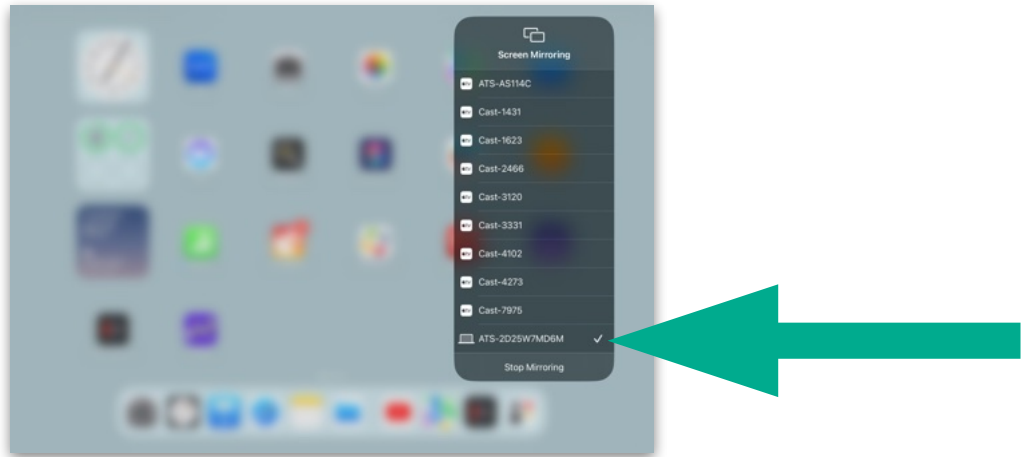 Screen Mirroring
ATS-AS114C
Cast-1431
Cast-1623
Cast-2466
Cast-3120
Cast-3331
Cast-4102
Cast-4273
Cast-7975
ATS-2D25W7MD6M
Stop Mirroring